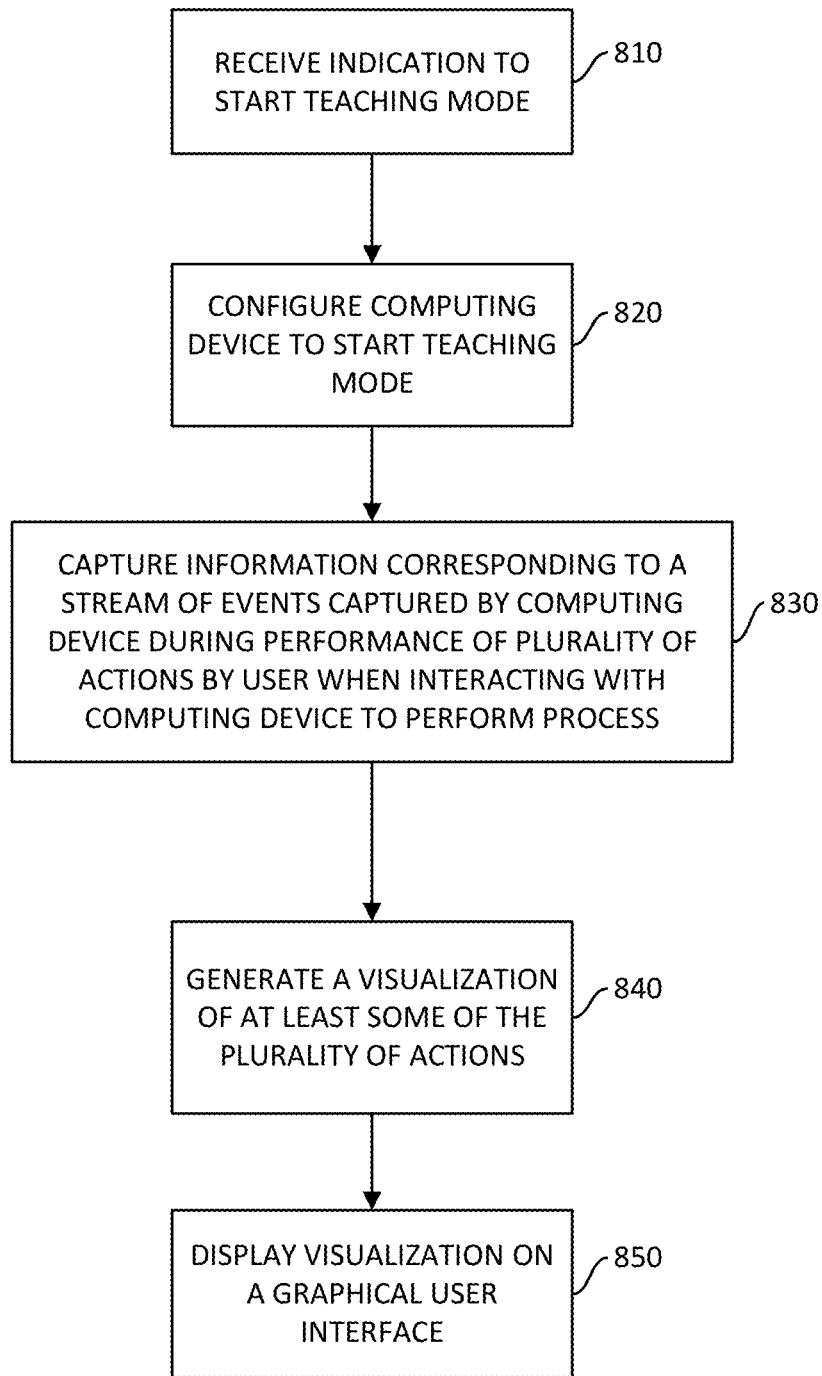 RECEIVE INDICATION TO
START TEACHING MODE
810
CONFIGURE COMPUTING
DEVICE TO START TEACHING
MODE
820
CAPTURE INFORMATION CORRESPONDING TO A
STREAM OF EVENTS CAPTURED BY COMPUTING
DEVICE DURING PERFORMANCE OF PLURALITY OF
ACTIONS BY USER WHEN INTERACTING WITH
COMPUTING DEVICE TO PERFORM PROCESS
830
GENERATE A VISUALIZATION
OF AT LEAST SOME OF THE
PLURALITY OF ACTIONS
840
DISPLAY VISUALIZATION ON
A GRAPHICAL USER
INTERFACE
850